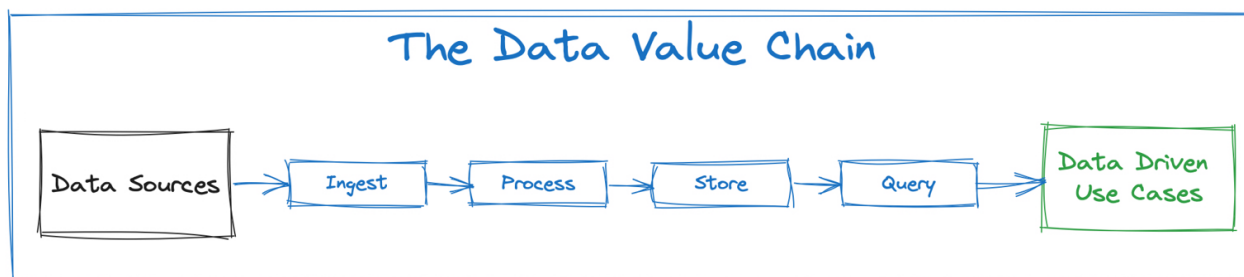 The Data Value Chain
Data Sources
Ingest
Process
Store
Query
Data Driven
Use Cases